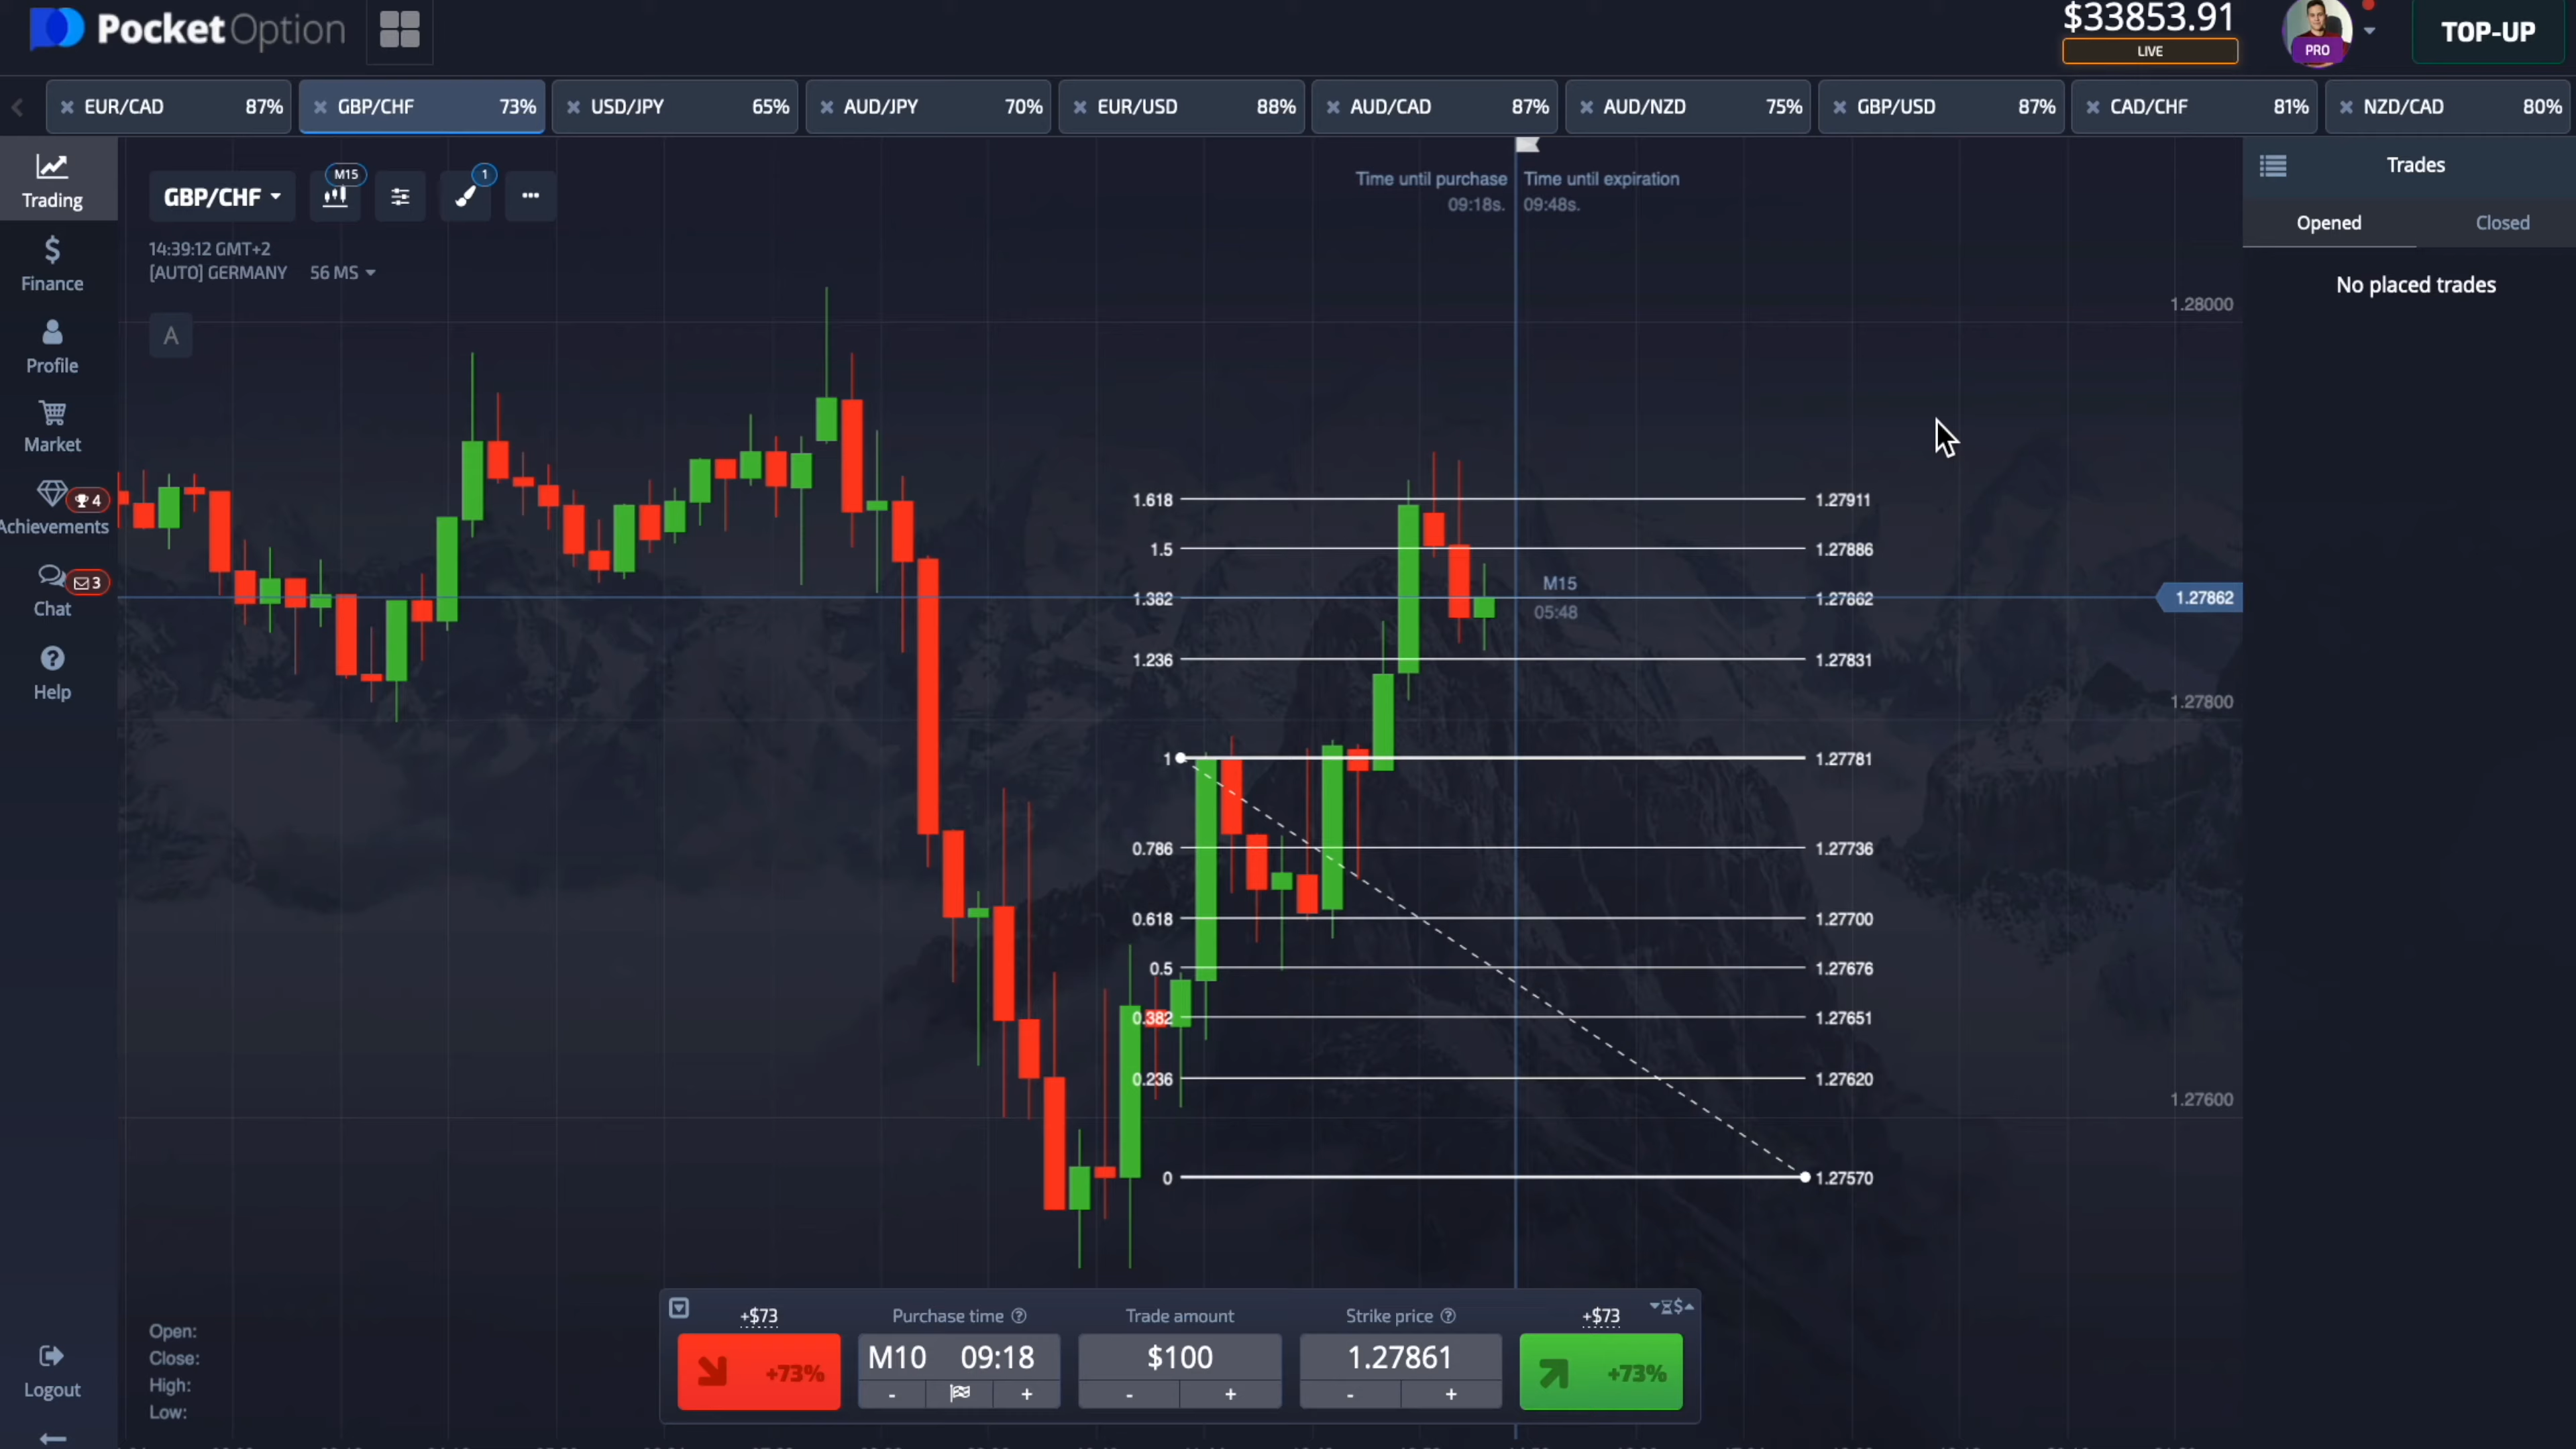 PocketOption
$33853.91
LIVE
PRO
TOP-UP
EUR/CAD 87%
GBP/CHF 73%
USD/JPY 65%
AUD/JPY 70%
EUR/USD 88%
AUD/CAD 87%
AUD/NZD 75%
GBP/USD 87%
CAD/CHF 81%
NZD/CAD 80%
Trading
Finance
Profile
Market
4
Achievements
3
Chat
Help
Logout
GBP/CHF
M15
1
14:39:12 GMT+2
[AUTO] GERMANY 56 MS
A
Time until purchase
09:18s.
Time until expiration
09:48s.
Trades
Opened Closed
No placed trades
1.28000
1.618 1.27911
1.5 1.27886
M15
1.382 1.27862
1.27862
05:48
1.236 1.27831
1.27800
1 1.27781
0.786 1.27736
0.618 1.27700
0.5 1.27676
0.382 1.27651
0.236 1.27620
1.27600
0 1.27570
Open:
Close:
High:
Low:
+$73
+73%
Purchase time
M10 09:18
- +
Trade amount
$100
- +
Strike price
1.27861
- +
+$73
+73%